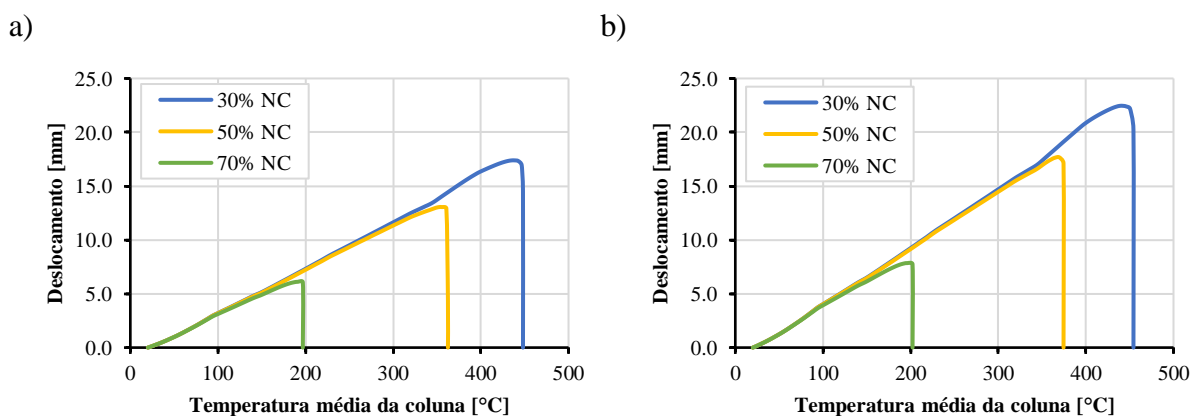 a)
25.0
20.0
15.0
10.0
5.0
0.0
Deslocamento [mm]
30% NC
50% NC
70% NC
0 100 200 300 400 500
Temperatura média da coluna [°C]
b)
25.0
20.0
15.0
10.0
5.0
0.0
Deslocamento [mm]
30% NC
50% NC
70% NC
0 100 200 300 400 500
Temperatura média da coluna [°C]